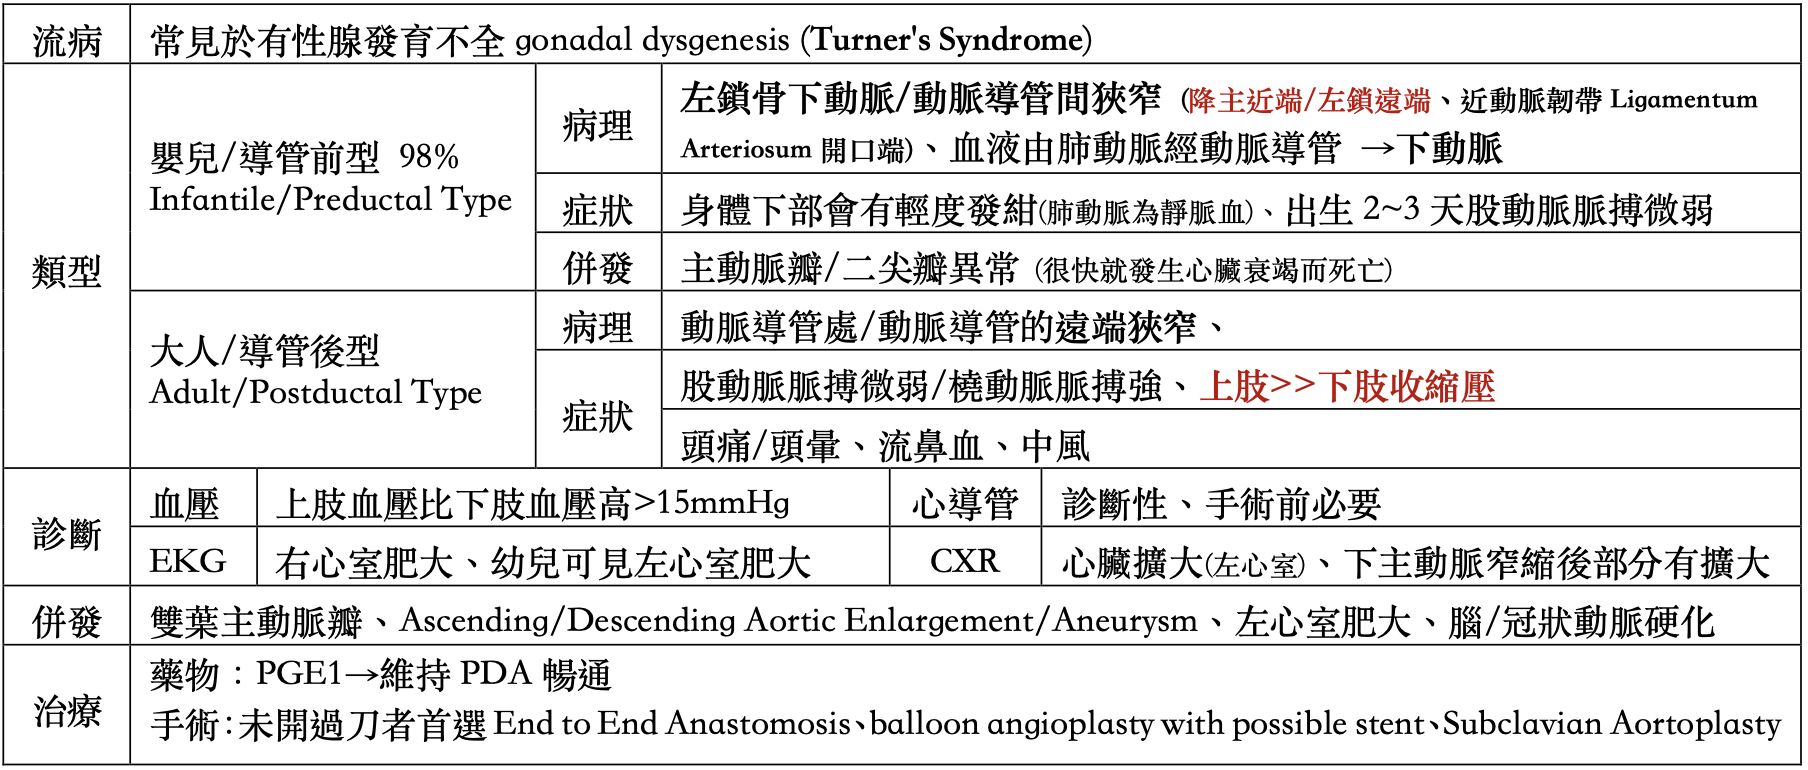 流病
常見於有性腺發育不全 gonadal dysgenesis (Turner's Syndrome)
類型
嬰兒/導管前型 98%
Infantile/Preductal Type
病理
左鎖骨下動脈/動脈導管間狹窄 (降主近端/左鎖遠端、近動脈韌帶 Ligamentum
Arteriosum 開口端)、血液由肺動脈經動脈導管 →下動脈
症狀
身體下部會有輕度發紺(肺動脈為靜脈血)、出生 2~3 天股動脈脈搏微弱
併發
主動脈瓣/二尖瓣異常 (很快就發生心臟衰竭而死亡)
大人/導管後型
Adult/Postductal Type
病理
動脈導管處/動脈導管的遠端狹窄、
症狀
股動脈脈搏微弱/橈動脈脈搏強、上肢>>下肢收縮壓
頭痛/頭暈、流鼻血、中風
診斷
血壓
上肢血壓比下肢血壓高>15mmHg
心導管
診斷性、手術前必要
EKG
右心室肥大、幼兒可見左心室肥大
CXR
心臟擴大(左心室)、下主動脈窄縮後部分有擴大
併發
雙葉主動脈瓣、Ascending/Descending Aortic Enlargement/Aneurysm、左心室肥大、腦/冠狀動脈硬化
治療
藥物：PGE1→維持 PDA 暢通
手術：未開過刀者首選 End to End Anastomosis、balloon angioplasty with possible stent、Subclavian Aortoplasty